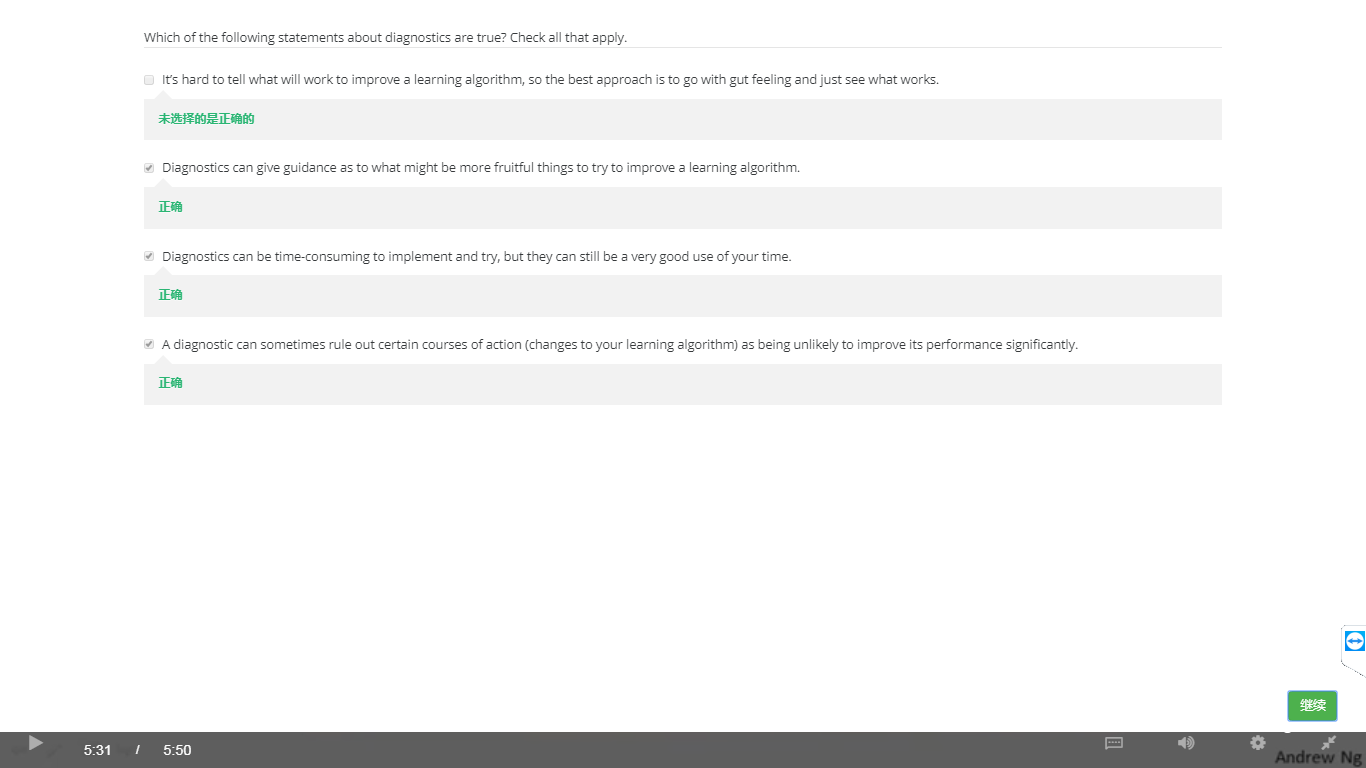 Which of the following statements about diagnostics are true? Check all that apply.
It's hard to tell what will work to improve a learning algorithm, so the best approach is to go with gut feeling and just see what works.
未选择的是正确的
Diagnostics can give guidance as to what might be more fruitful things to try to improve a learning algorithm.
正确
Diagnostics can be time-consuming to implement and try, but they can still be a very good use of your time.
正确
A diagnostic can sometimes rule out certain courses of action (changes to your learning algorithm) as being unlikely to improve its performance significantly.
正确
继续
5:31 / 5:50
Andrew Ng